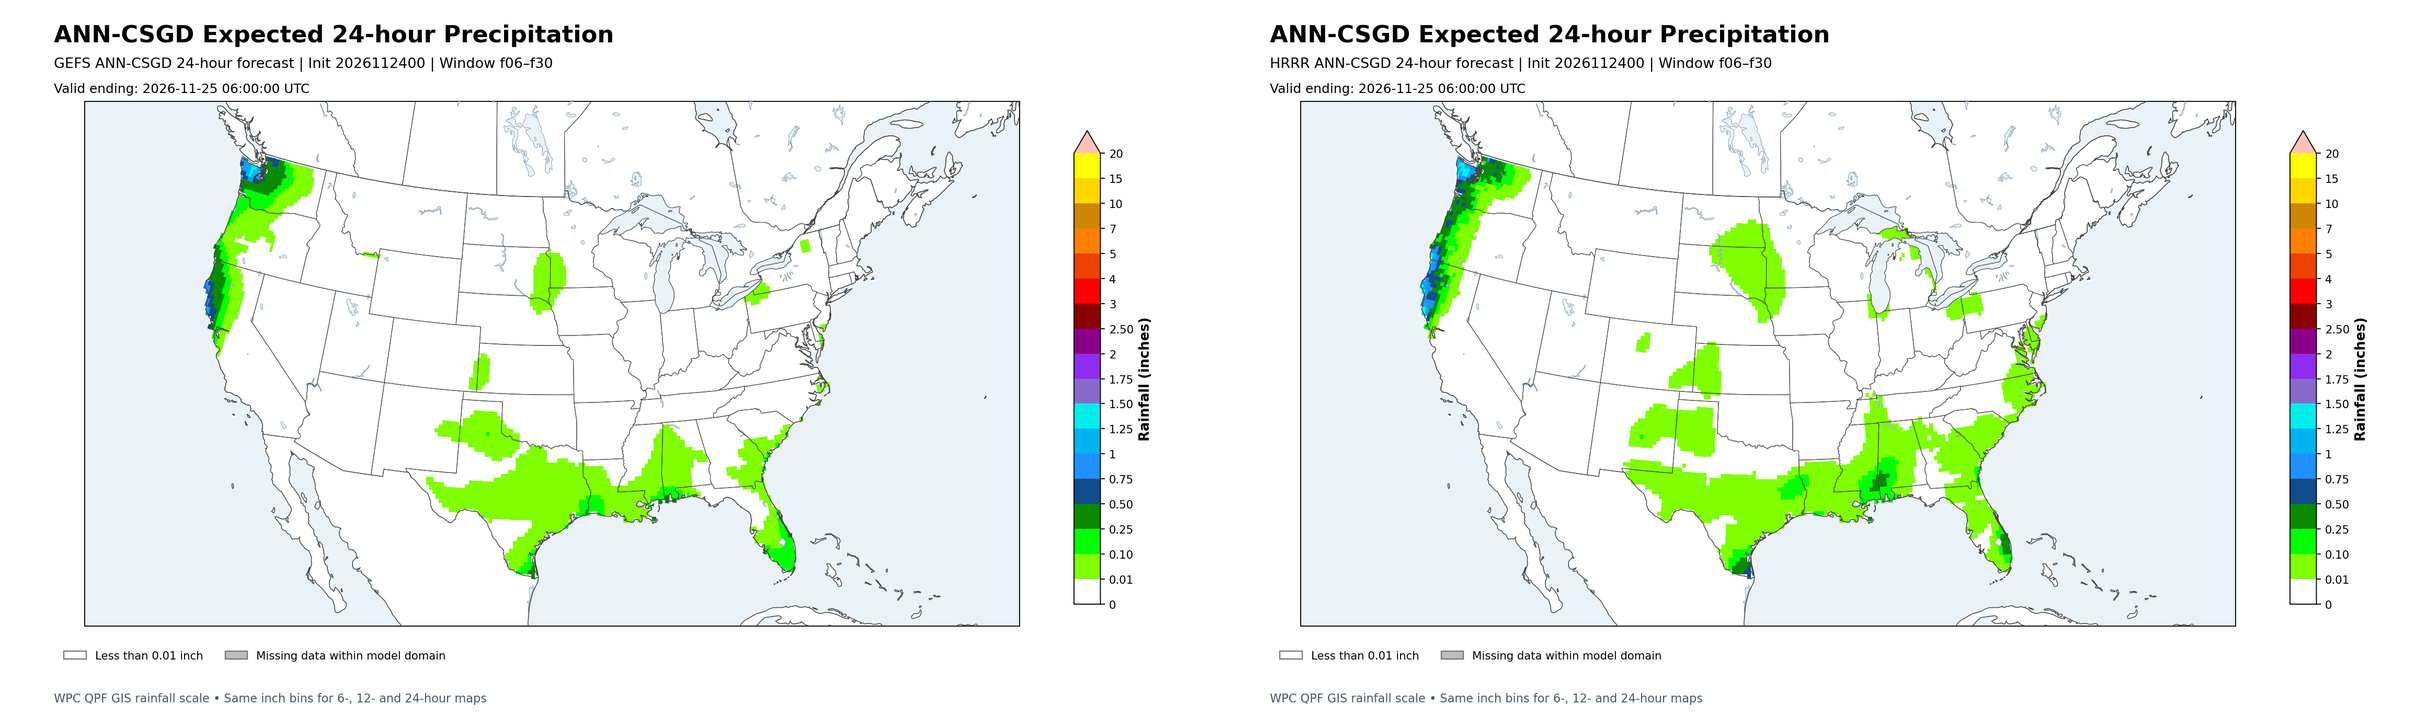 ANN-CSGD Expected 24-hour Precipitation
GEFS ANN-CSGD 24-hour forecast | Init 2026112400 | Window f06–f30
Valid ending: 2026-11-25 06:00:00 UTC
20
15
10
7
5
4
3
2.50
2
1.75
1.50
1.25
1
0.75
0.50
0.25
0.10
0.01
0
Rainfall (inches)
Less than 0.01 inch
Missing data within model domain
WPC QPF GIS rainfall scale • Same inch bins for 6-, 12- and 24-hour maps
ANN-CSGD Expected 24-hour Precipitation
HRRR ANN-CSGD 24-hour forecast | Init 2026112400 | Window f06–f30
Valid ending: 2026-11-25 06:00:00 UTC
20
15
10
7
5
4
3
2.50
2
1.75
1.50
1.25
1
0.75
0.50
0.25
0.10
0.01
0
Rainfall (inches)
Less than 0.01 inch
Missing data within model domain
WPC QPF GIS rainfall scale • Same inch bins for 6-, 12- and 24-hour maps